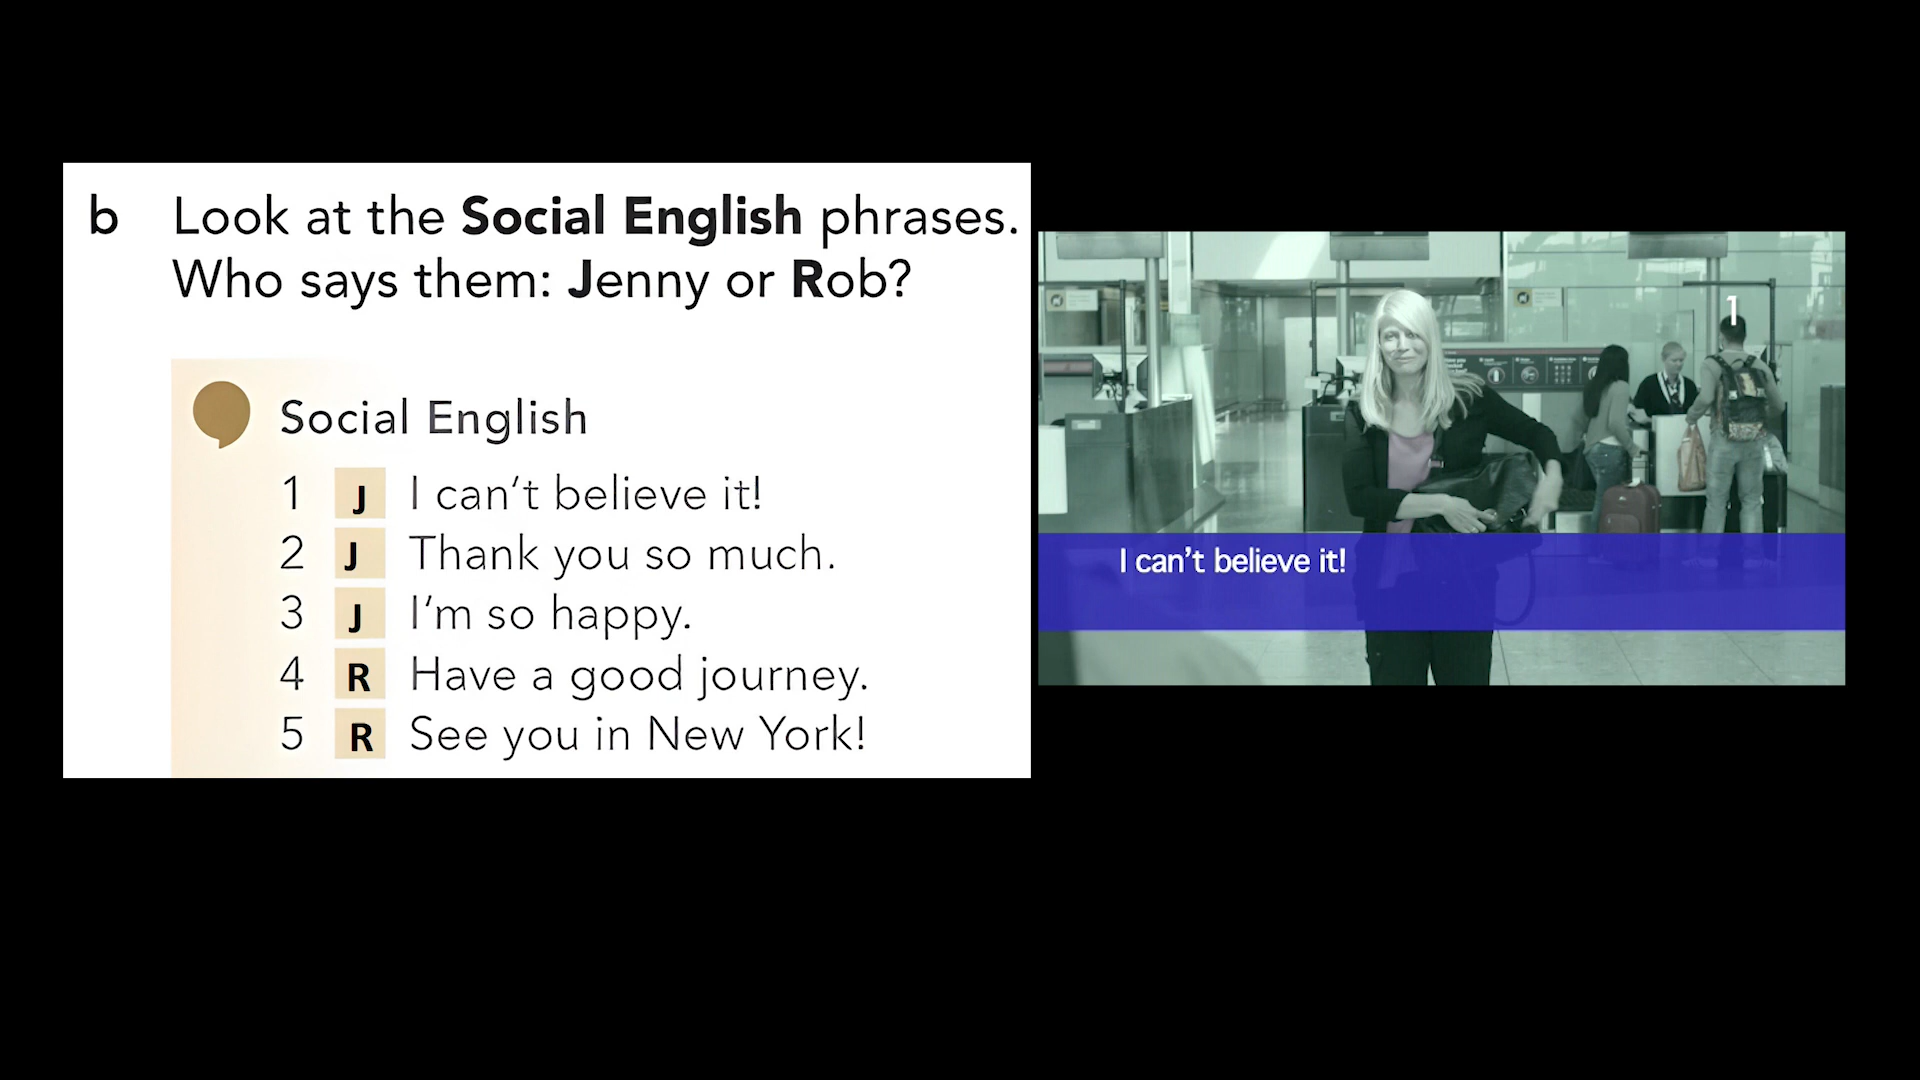 b Look at the Social English phrases.
Who says them: Jenny or Rob?
Social English
1 J I can't believe it!
2 J Thank you so much.
3 J I'm so happy.
4 R Have a good journey.
5 R See you in New York!
1
I can't believe it!